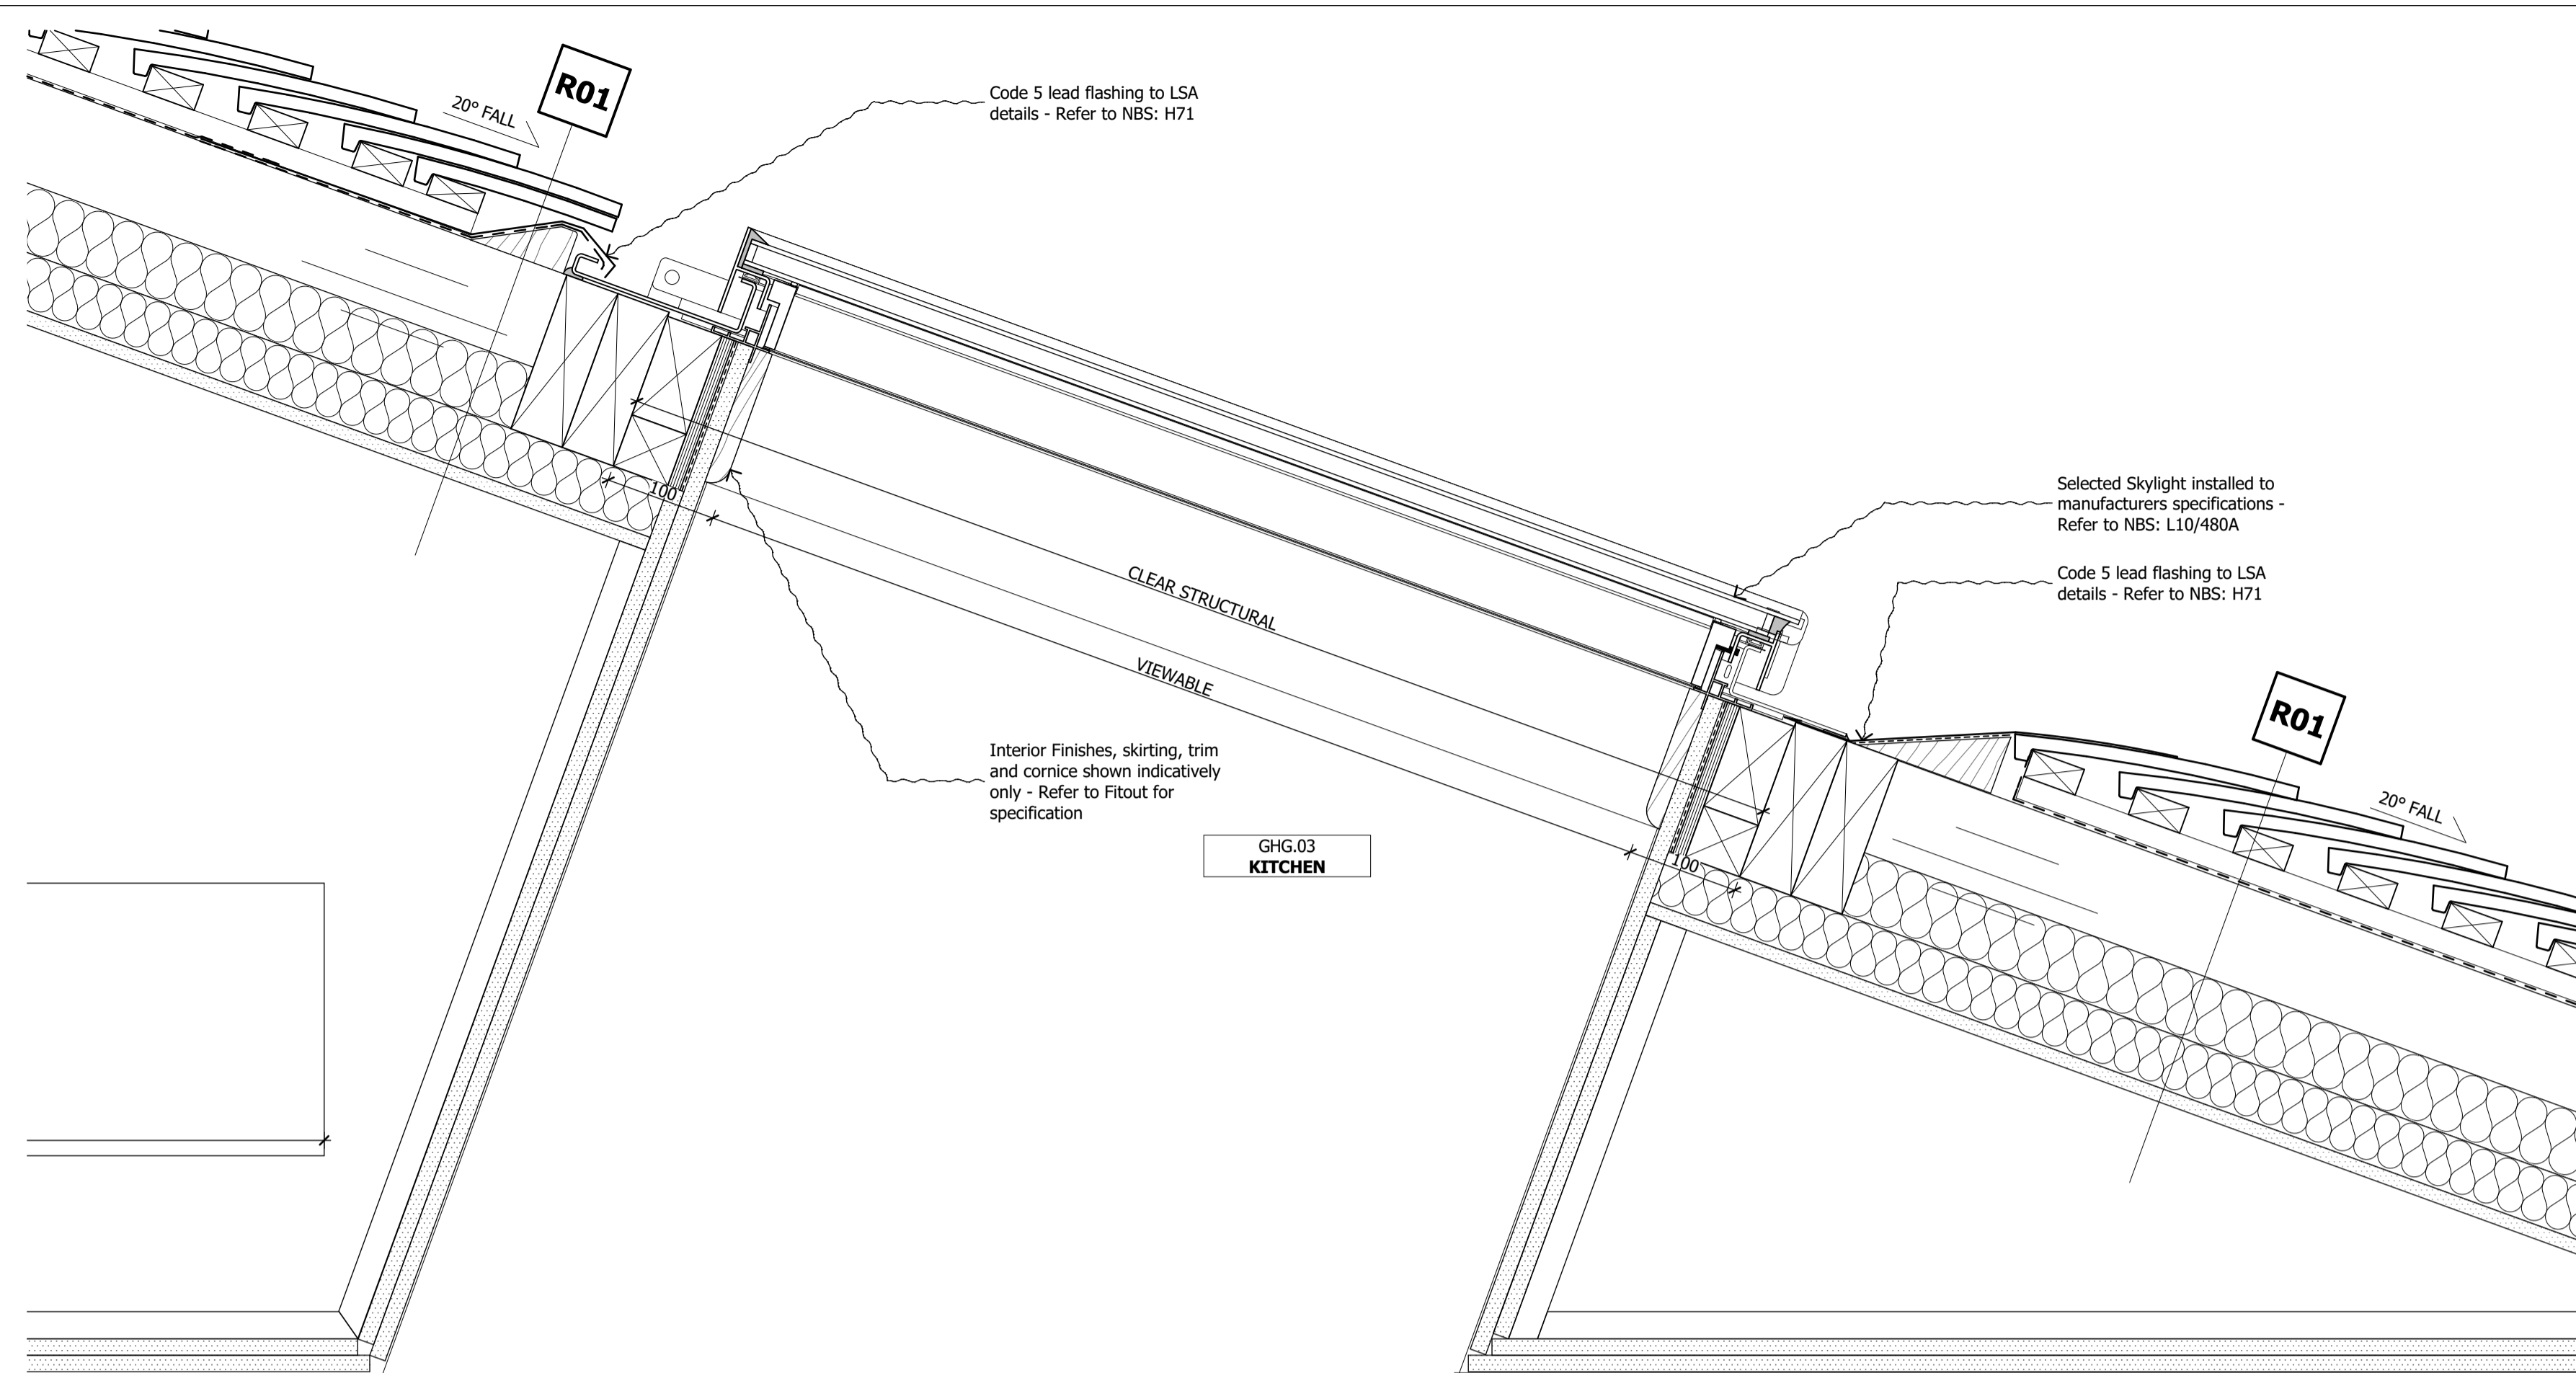 R01
20° FALL
Code 5 lead flashing to LSA
details - Refer to NBS: H71
100
Selected Skylight installed to
manufacturers specifications -
Refer to NBS: L10/480A
CLEAR STRUCTURAL
Code 5 lead flashing to LSA
details - Refer to NBS: H71
VIEWABLE
R01
Interior Finishes, skirting, trim
and cornice shown indicatively
only - Refer to Fitout for
specification
20° FALL
GHG.03
KITCHEN
100